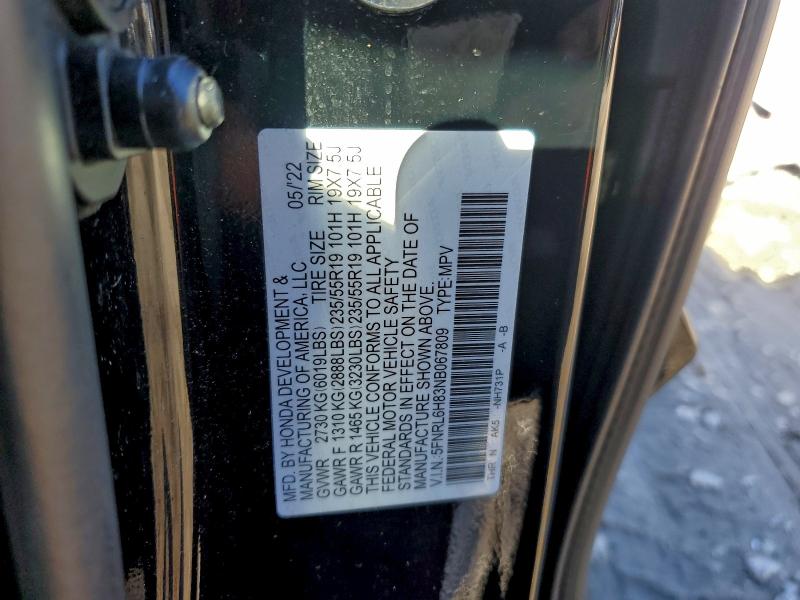 MFD. BY HONDA DEVELOPMENT &
MANUFACTURING OF AMERICA, LLC 05/'22
GVWR 2730 KG (6019LBS) TIRE SIZE RIM SIZE
GAWR F 1310 KG (2888LBS) 235/55R19 101H 19X7 5J
GAWR R 1465 KG (3230LBS) 235/55R19 101H 19X7 5J
THIS VEHICLE CONFORMS TO ALL APPLICABLE
FEDERAL MOTOR VEHICLE SAFETY
STANDARDS IN EFFECT ON THE DATE OF
MANUFACTURE SHOWN ABOVE.
V.I.N.: 5FNRL6H83NB067809 TYPE:MPV
THR N AK5 -NH731P -A -B